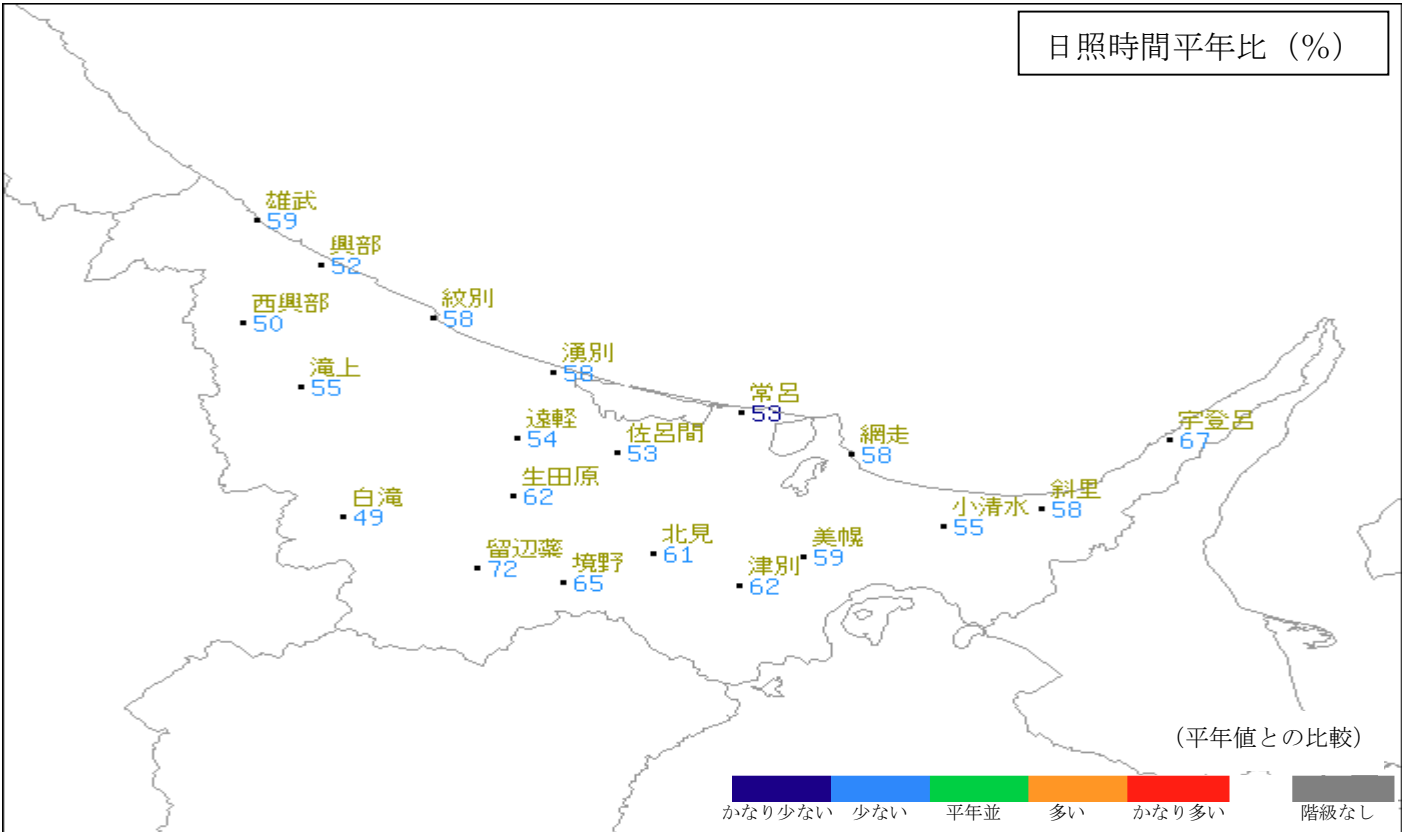 日照時間平年比（%）
雄武
59
興部
52
西興部
50
紋別
58
滝上
55
湧別
58
常呂
53
遠軽
54
佐呂間
53
網走
58
宇登呂
67
生田原
62
白滝
49
斜里
58
小清水
55
北見
61
美幌
59
留辺蘂
72
境野
65
津別
62
（平年値との比較）
かなり少ない 少ない 平年並 多い かなり多い 階級なし